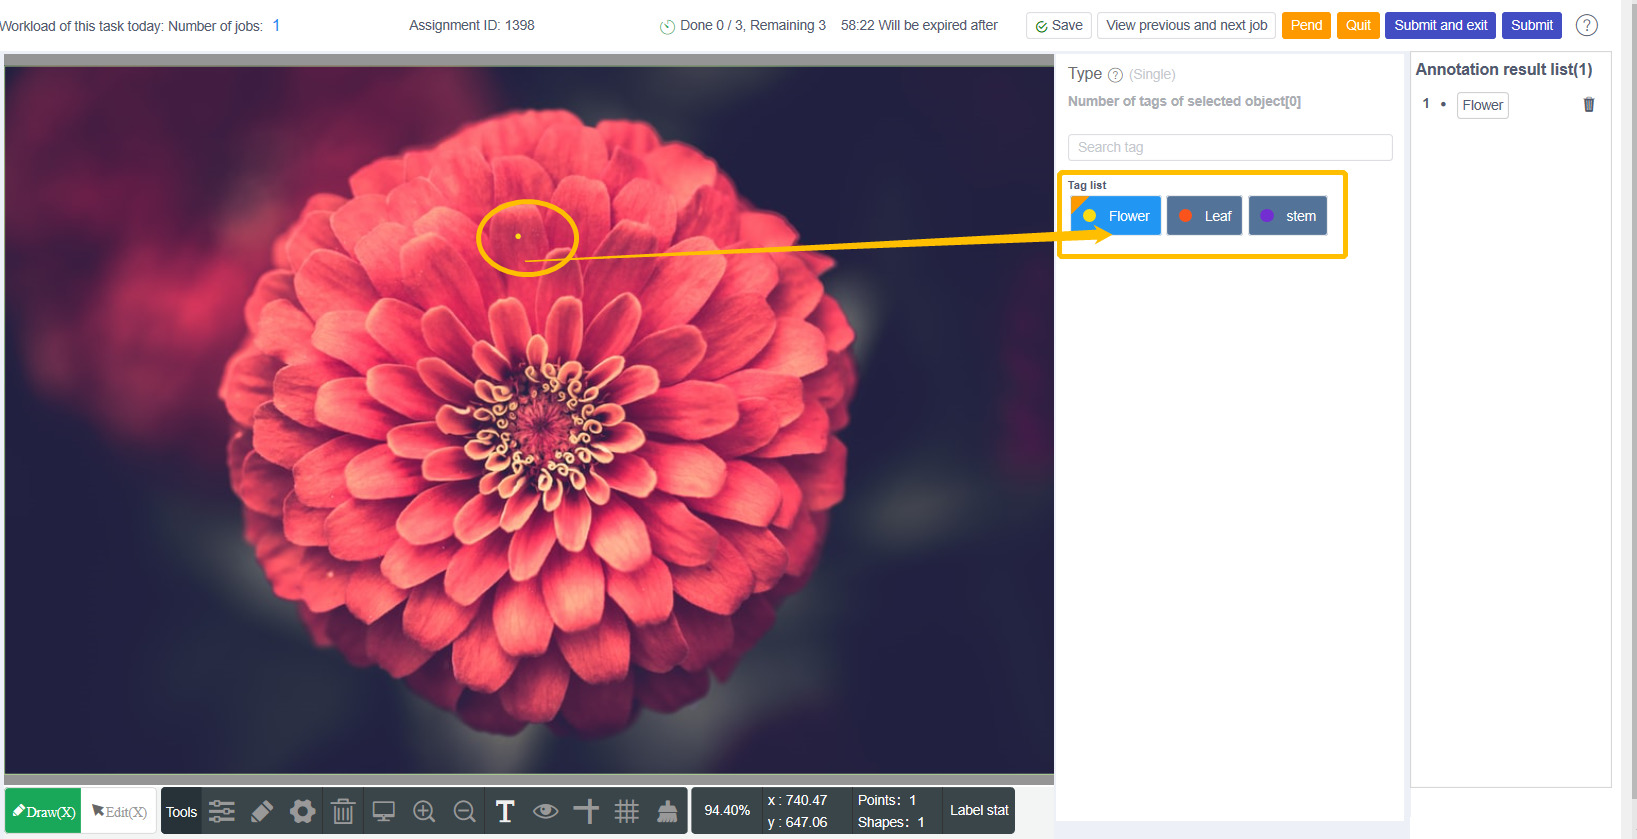 Workload of this task today: Number of jobs: 1
Assignment ID: 1398
Done 0 / 3, Remaining 3
58:22 Will be expired after
Save
View previous and next job
Pend
Quit
Submit and exit
Submit
?
Type ? (Single)
Number of tags of selected object[0]
Search tag
Tag list
Flower
Leaf
stem
Annotation result list(1)
1 • Flower
Draw(X)
Edit(X)
Tools
T
94.40%
x : 740.47
y : 647.06
Points: 1
Shapes: 1
Label stat